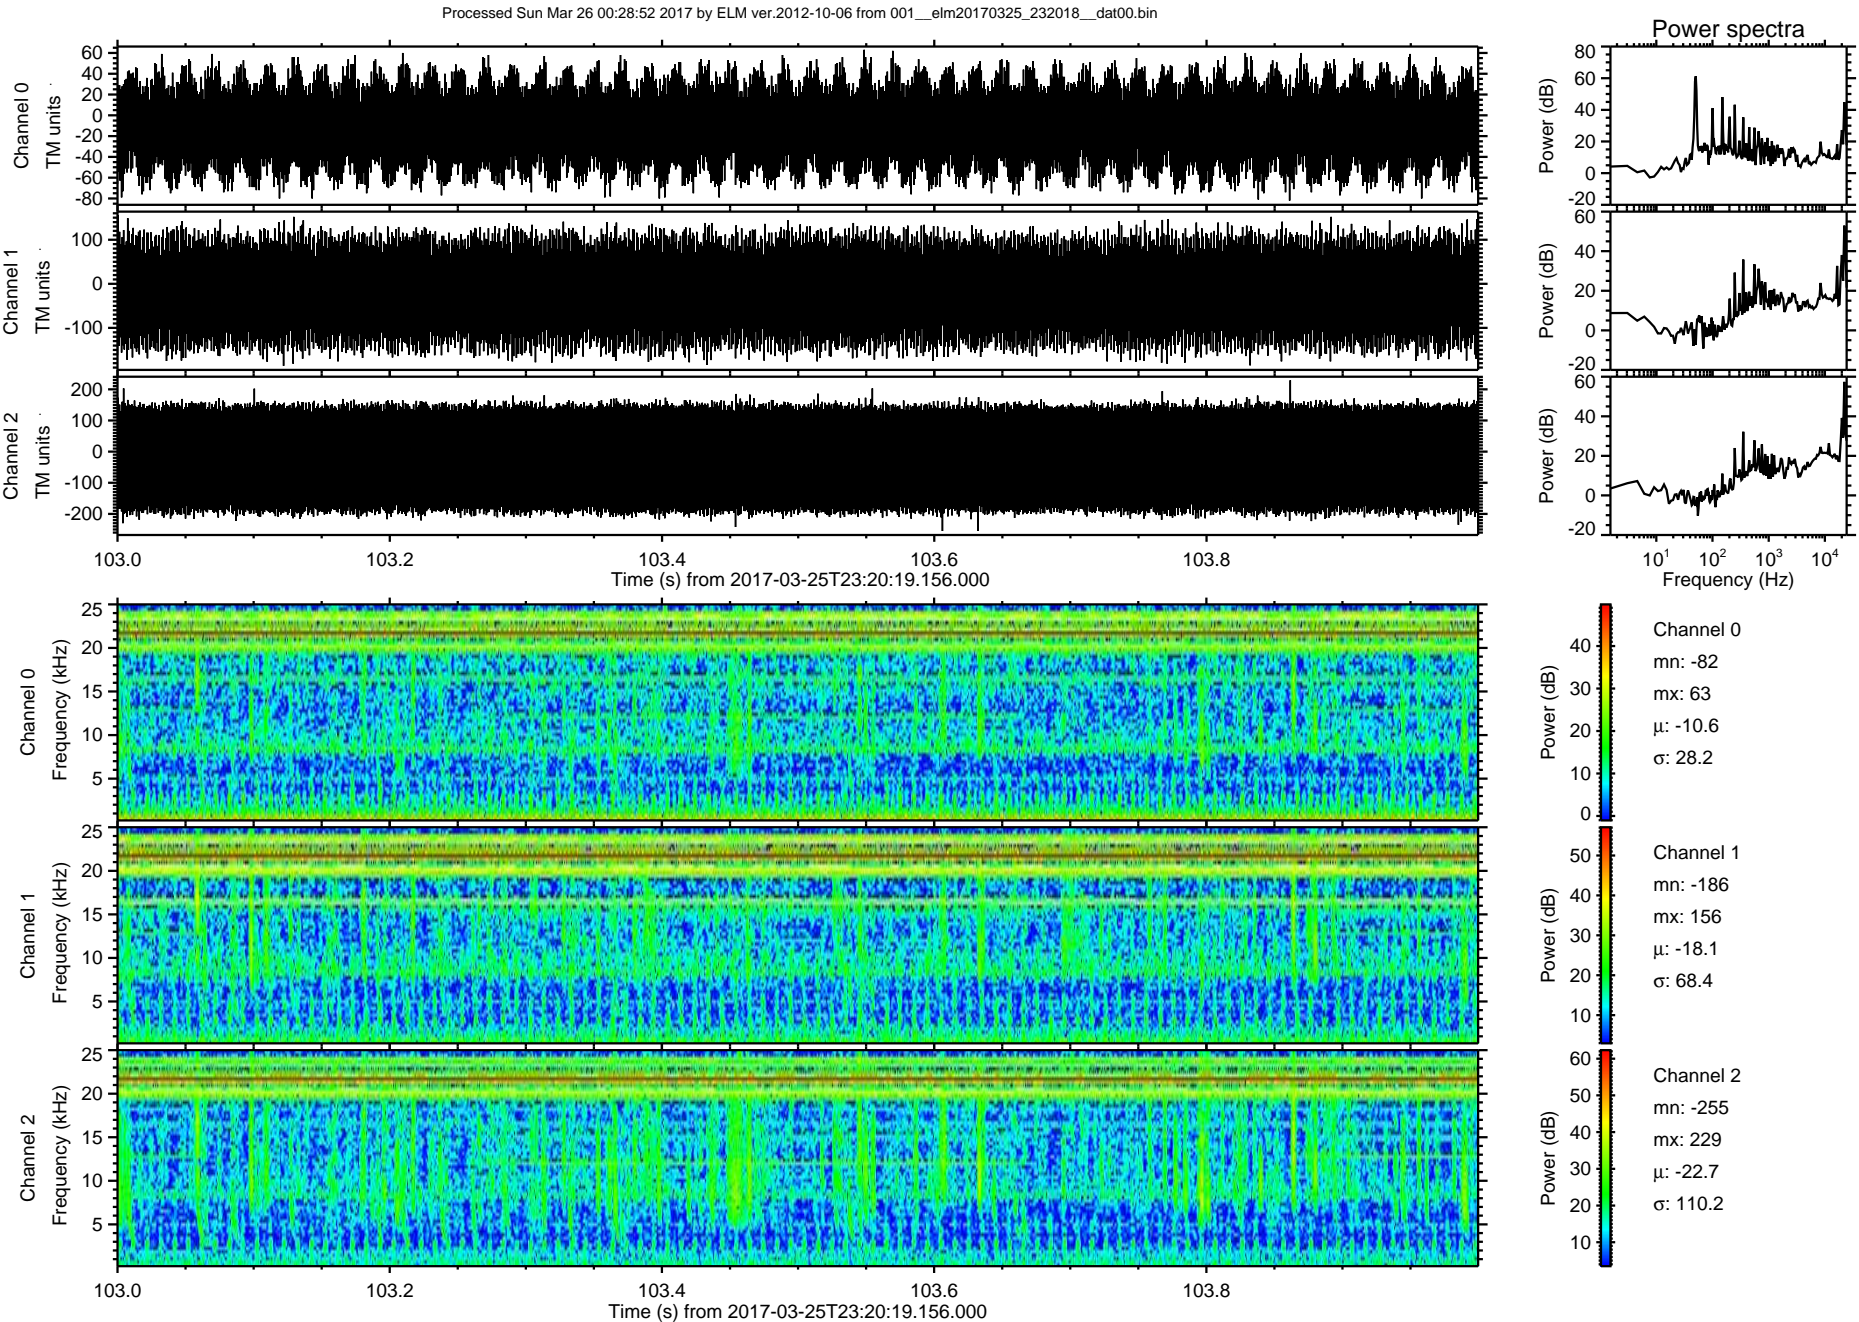 Processed Sun Mar 26 00:28:52 2017 by ELM ver.2012-10-06 from 001__elm20170325_232018__dat00.bin
Power spectra
Channel 0
TM units
60
40
20
0
-20
-40
-60
-80
Power (dB)
80
60
40
20
0
-20
Channel 1
TM units
100
0
-100
Power (dB)
60
40
20
0
-20
Channel 2
TM units
200
100
0
-100
-200
Power (dB)
60
40
20
0
-20
103.0 103.2 103.4 103.6 103.8
Time (s) from 2017-03-25T23:20:19.156.000
10^1 10^2 10^3 10^4
Frequency (Hz)
Channel 0
Frequency (kHz)
25
20
15
10
5
Power (dB)
40
30
20
10
0
Channel 0
mn: -82
mx: 63
μ: -10.6
σ: 28.2
Channel 1
Frequency (kHz)
25
20
15
10
5
Power (dB)
50
40
30
20
10
Channel 1
mn: -186
mx: 156
μ: -18.1
σ: 68.4
Channel 2
Frequency (kHz)
25
20
15
10
5
Power (dB)
60
50
40
30
20
10
Channel 2
mn: -255
mx: 229
μ: -22.7
σ: 110.2
103.0 103.2 103.4 103.6 103.8
Time (s) from 2017-03-25T23:20:19.156.000